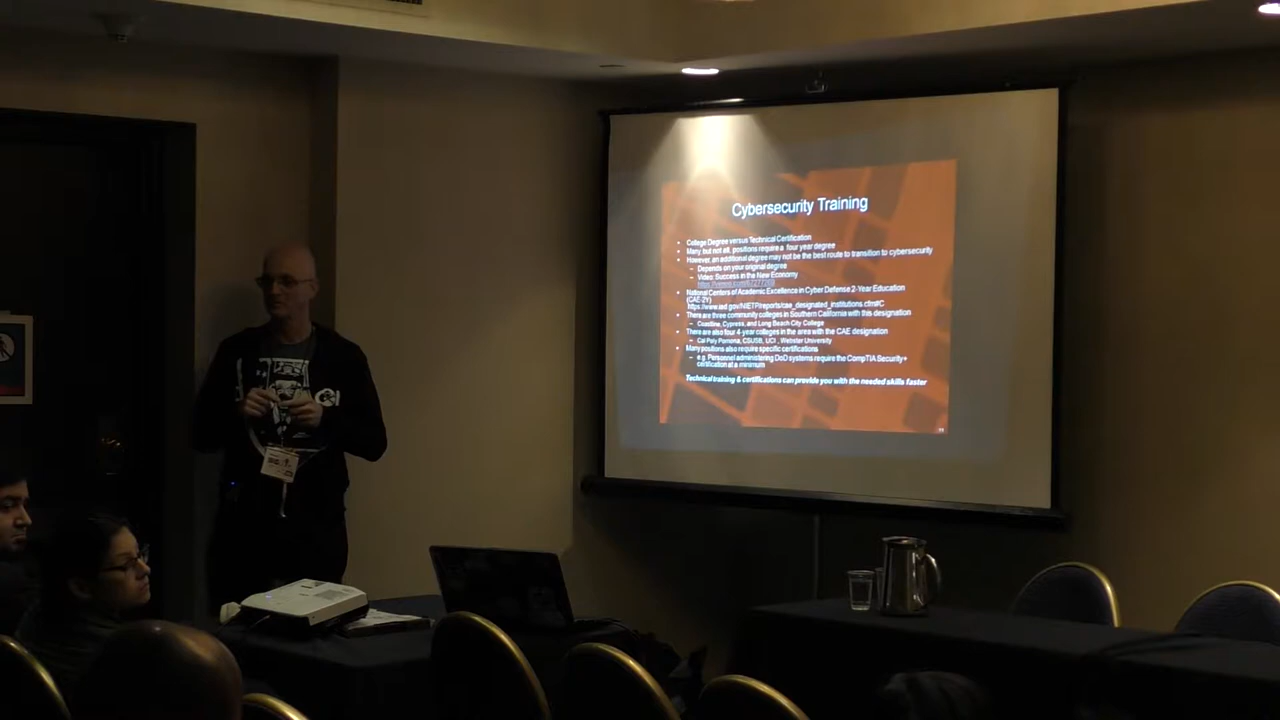 Cybersecurity Training
• College Degree versus Technical Certification
• Many, but not all, positions require a four year degree
• However, an additional degree may not be the best route to transition to cybersecurity
– Depends on your original degree
– Video: Success in the New Economy
• National Centers of Academic Excellence in Cyber Defense 2-Year Education
(CAE-2Y)
• There are three community colleges in Southern California with this designation
– Coastline, Cypress, and Long Beach City College
• There are also four 4-year colleges in the area with the CAE designation
– Cal Poly Pomona, CSUSB, UCI , Webster University
• Many positions also require specific certifications
– e.g. Personnel administering DoD systems require the CompTIA Security+
certification at a minimum
Technical training & certifications can provide you with the needed skills faster